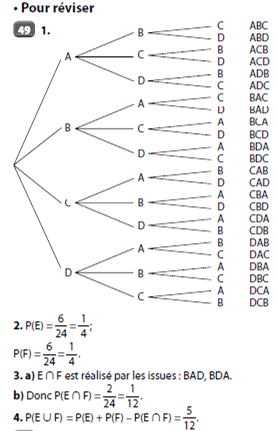 • Pour réviser
49 1.
A B C ABC
D ABD
C B ACB
D ACD
D B ADB
C ADC
B A C BAC
D BAD
C A BCA
D BCD
D A BDA
C BDC
C A B CAB
D CAD
B A CBA
D CBD
D A CDA
B CDB
D A B DAB
C DAC
B A DBA
C DBC
C A DCA
B DCB
2. P(E) = 6/24 = 1/4;
P(F) = 6/24 = 1/4.
3. a) E ∩ F est réalisé par les issues : BAD, BDA.
b) Donc P(E ∩ F) = 2/24 = 1/12.
4. P(E ∪ F) = P(E) + P(F) – P(E ∩ F) = 5/12.